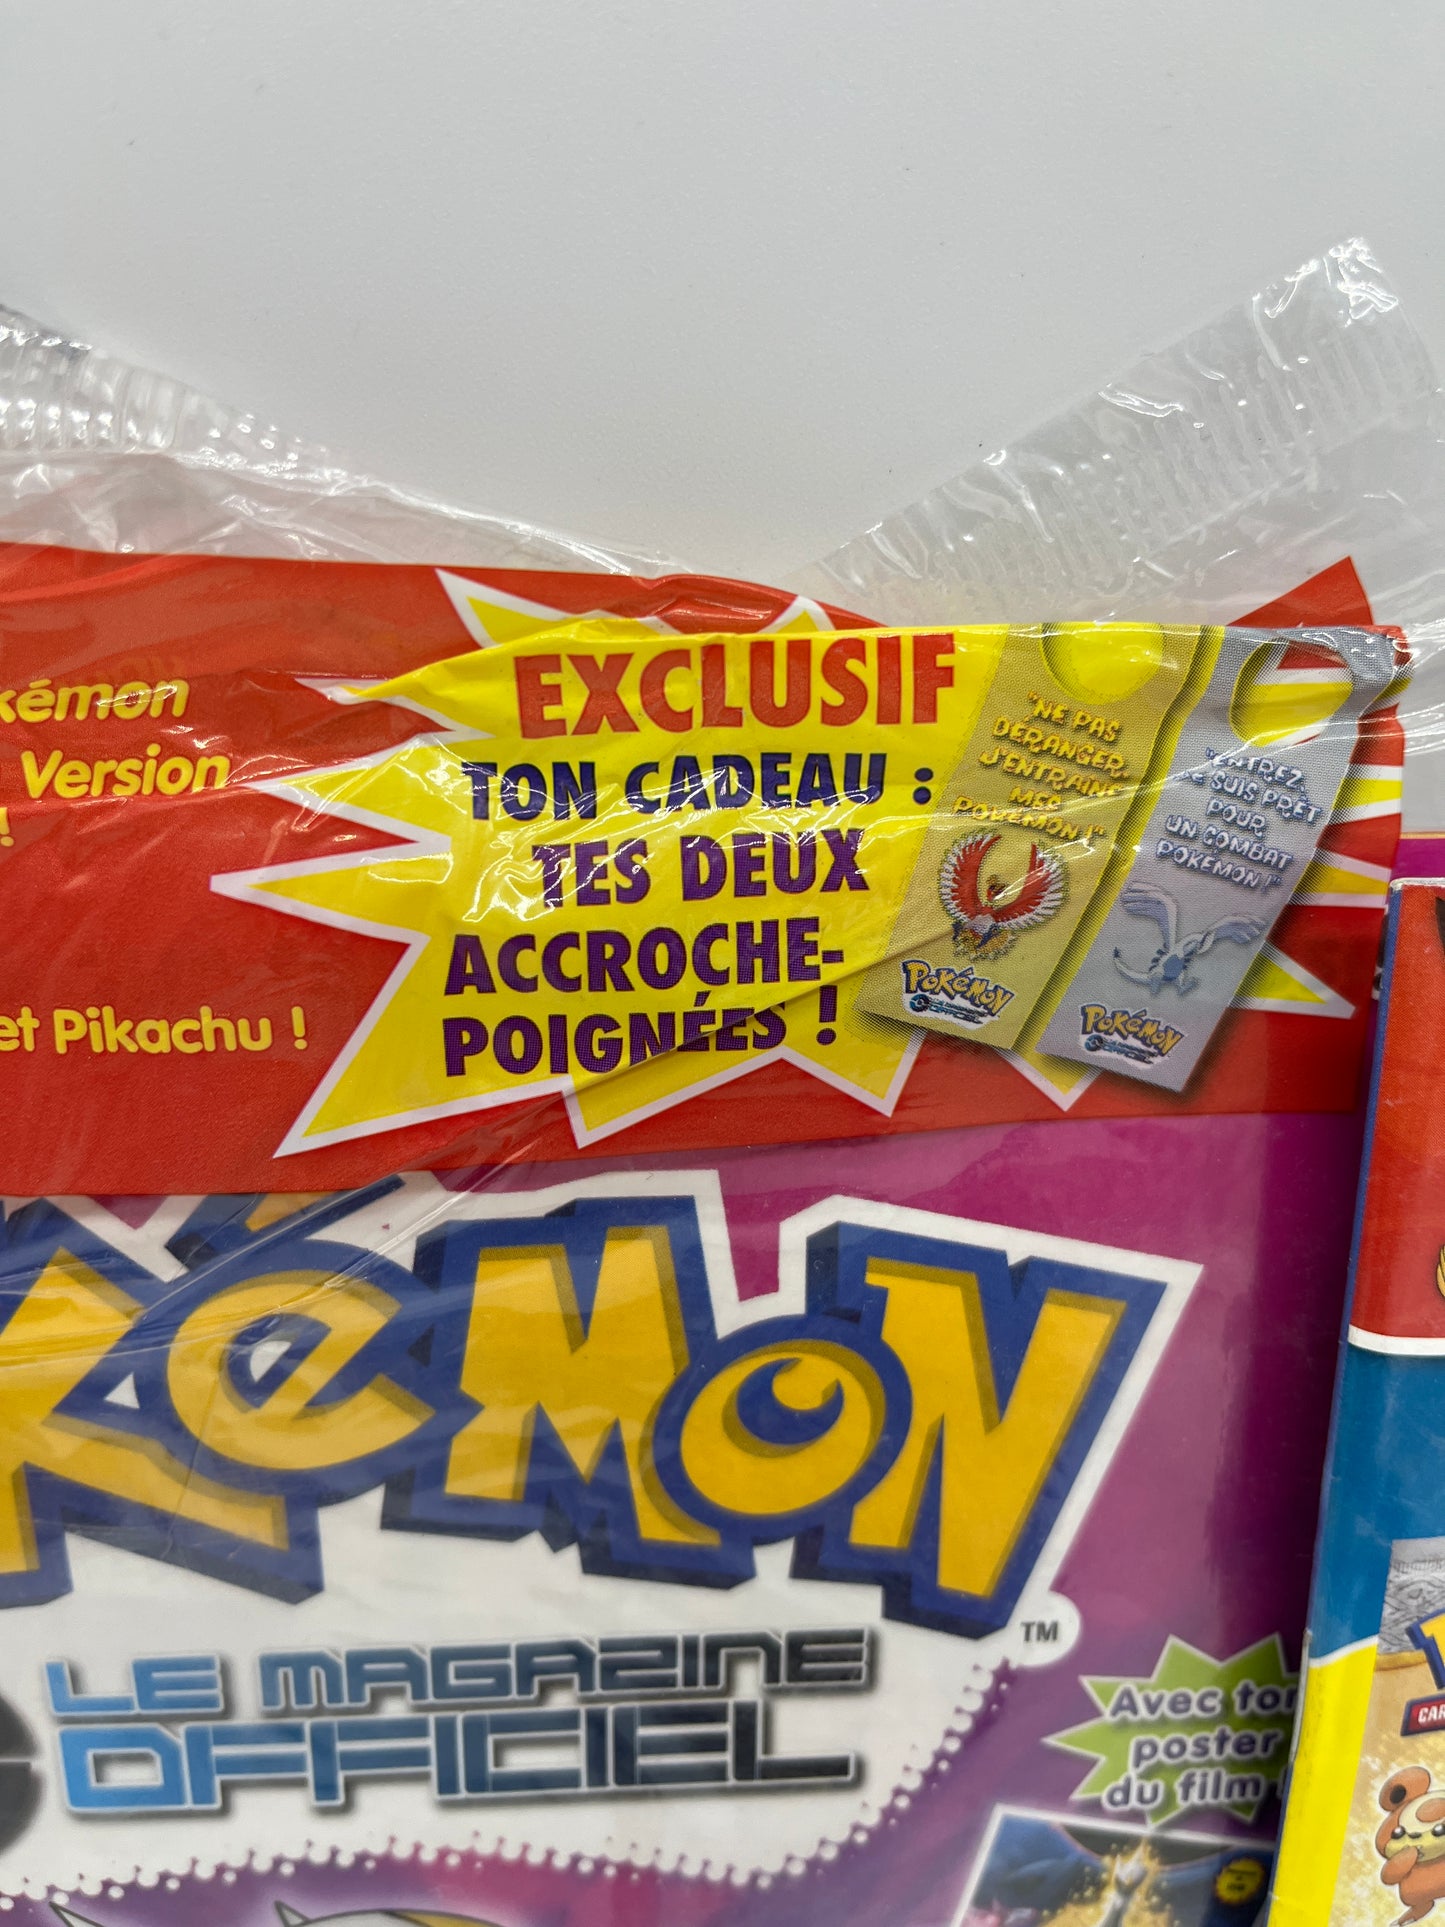 kémon
Version
!
et Pikachu !
EXCLUSIF
TON CADEAU :
TES DEUX
ACCROCHE-
POIGNÉES !
"NE PAS
DÉRANGER,
J'ENTRAINE
MES
POKÉMON !"
POKéMON
"ENTREZ,
JE SUIS PRÊT
POUR
UN COMBAT
POKÉMON !"
POKéMON
KéMON
TM
LE MAGAZINE
OFFICIEL
Avec ton
poster
du film !
CAR